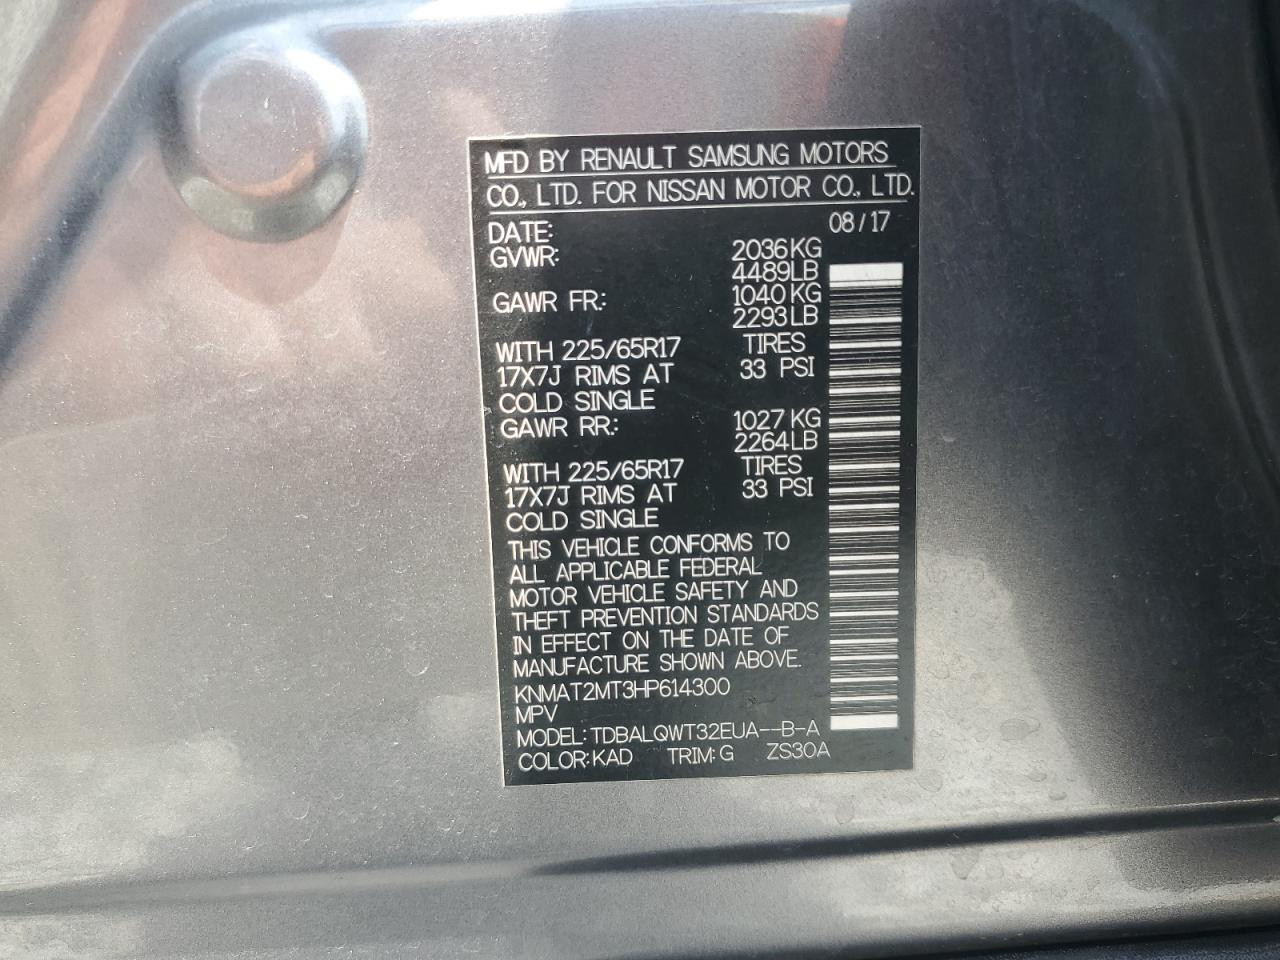 MFD BY RENAULT SAMSUNG MOTORS
CO., LTD. FOR NISSAN MOTOR CO., LTD.
DATE: 08/17
GVWR: 2036KG
4489LB
GAWR FR: 1040KG
2293LB
WITH 225/65R17 TIRES
17X7J RIMS AT 33 PSI
COLD SINGLE
GAWR RR: 1027KG
2264LB
WITH 225/65R17 TIRES
17X7J RIMS AT 33 PSI
COLD SINGLE
THIS VEHICLE CONFORMS TO
ALL APPLICABLE FEDERAL
MOTOR VEHICLE SAFETY AND
THEFT PREVENTION STANDARDS
IN EFFECT ON THE DATE OF
MANUFACTURE SHOWN ABOVE.
KNMAT2MT3HP614300
MPV
MODEL: TDBALQWT32EUA--B-A
COLOR: KAD TRIM: G ZS30A